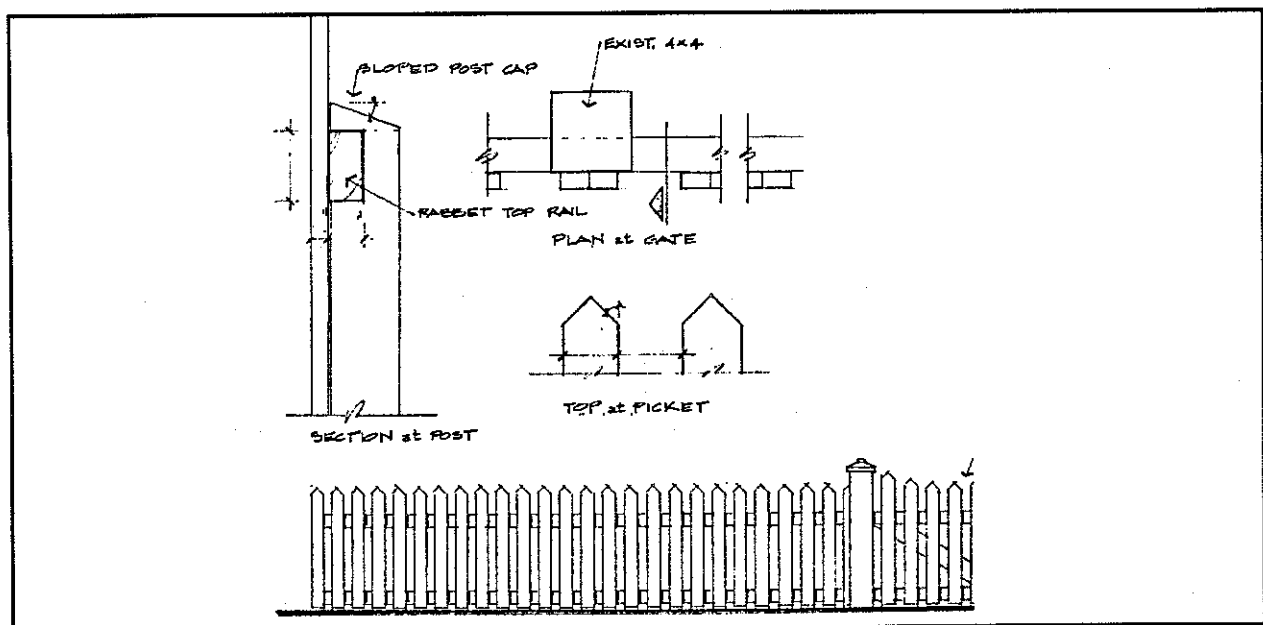 EXIST. 4x4
SLOPED POST CAP
RABBET TOP RAIL
PLAN at GATE
TOP at PICKET
SECTION at POST